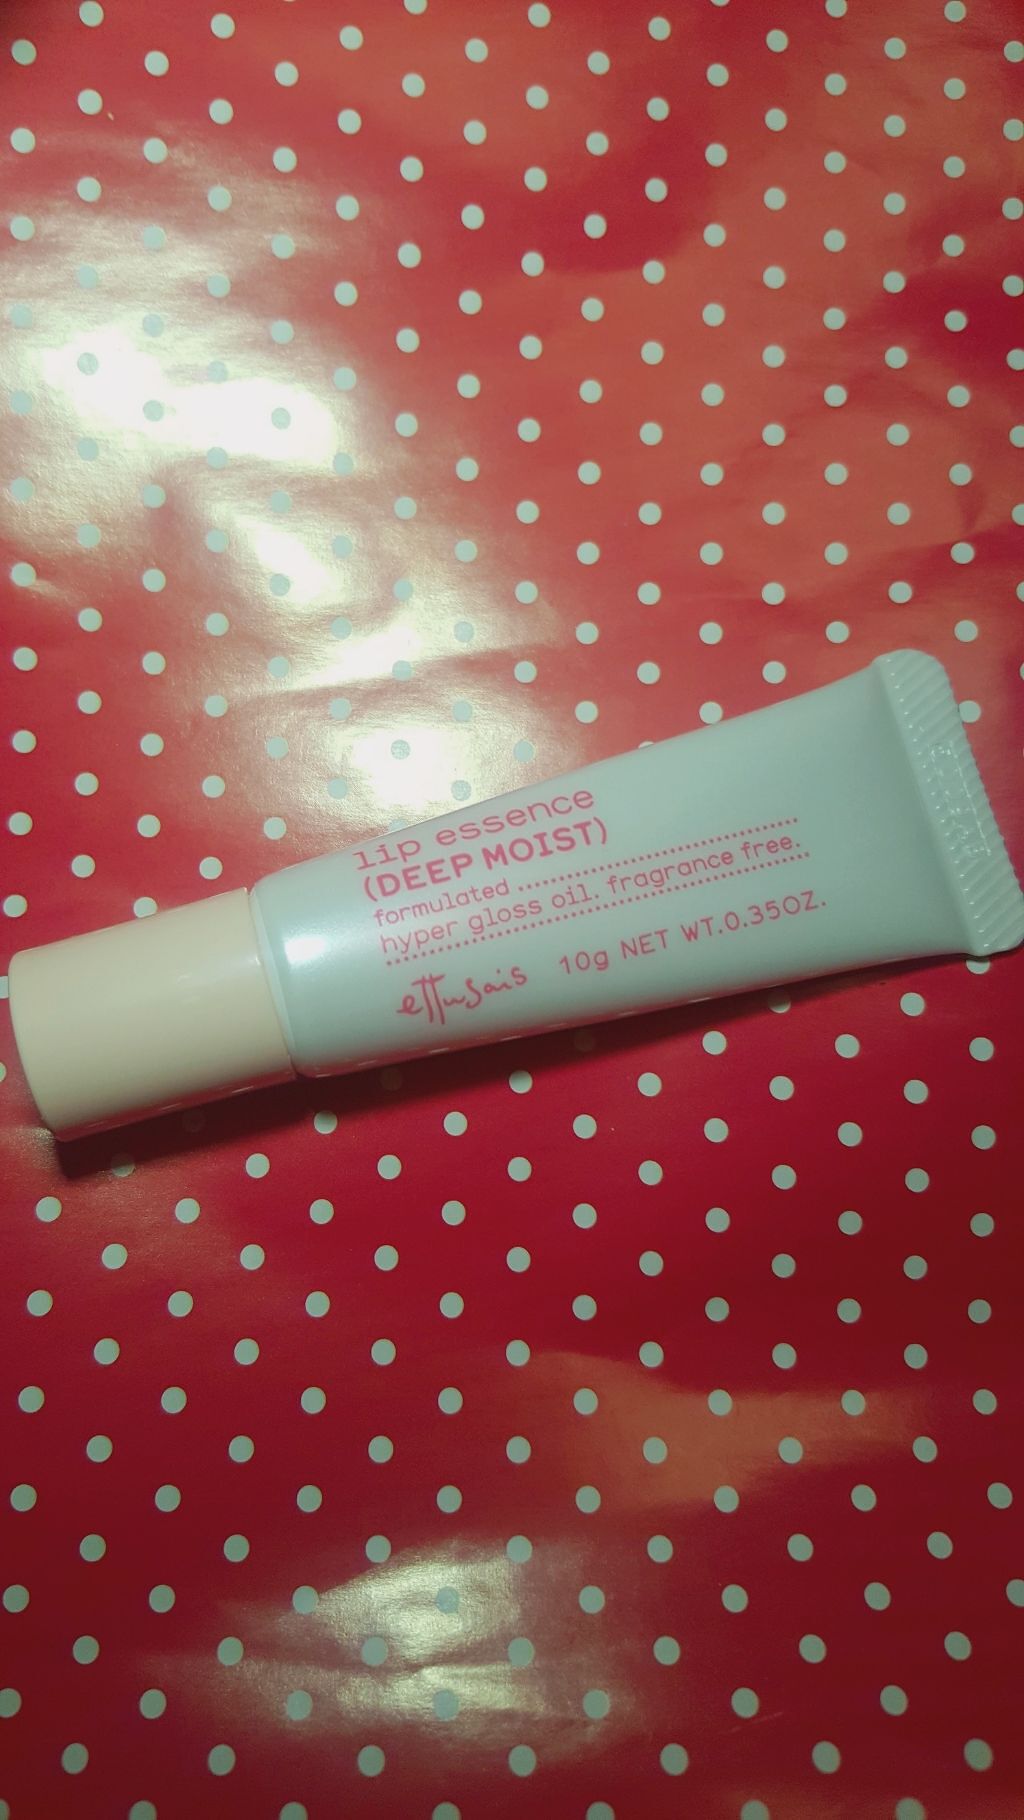 lip essence
(DEEP MOIST)
formulated
hyper gloss oil. fragrance free.
ettusais 10g NET WT.0.35OZ.